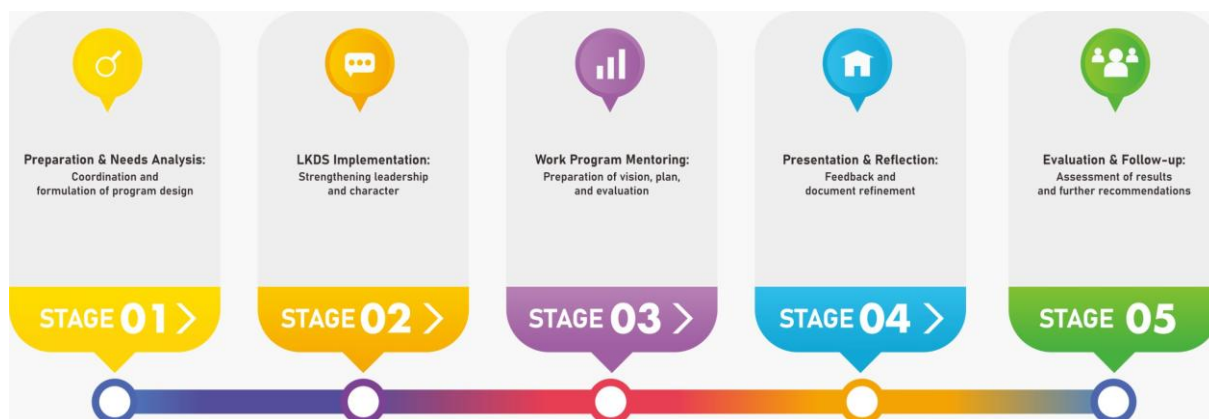 Preparation & Needs Analysis:
Coordination and
formulation of program design
STAGE 01
LKDS Implementation:
Strengthening leadership
and character
STAGE 02
Work Program Mentoring:
Preparation of vision, plan,
and evaluation
STAGE 03
Presentation & Reflection:
Feedback and
document refinement
STAGE 04
Evaluation & Follow-up:
Assessment of results
and further recommendations
STAGE 05